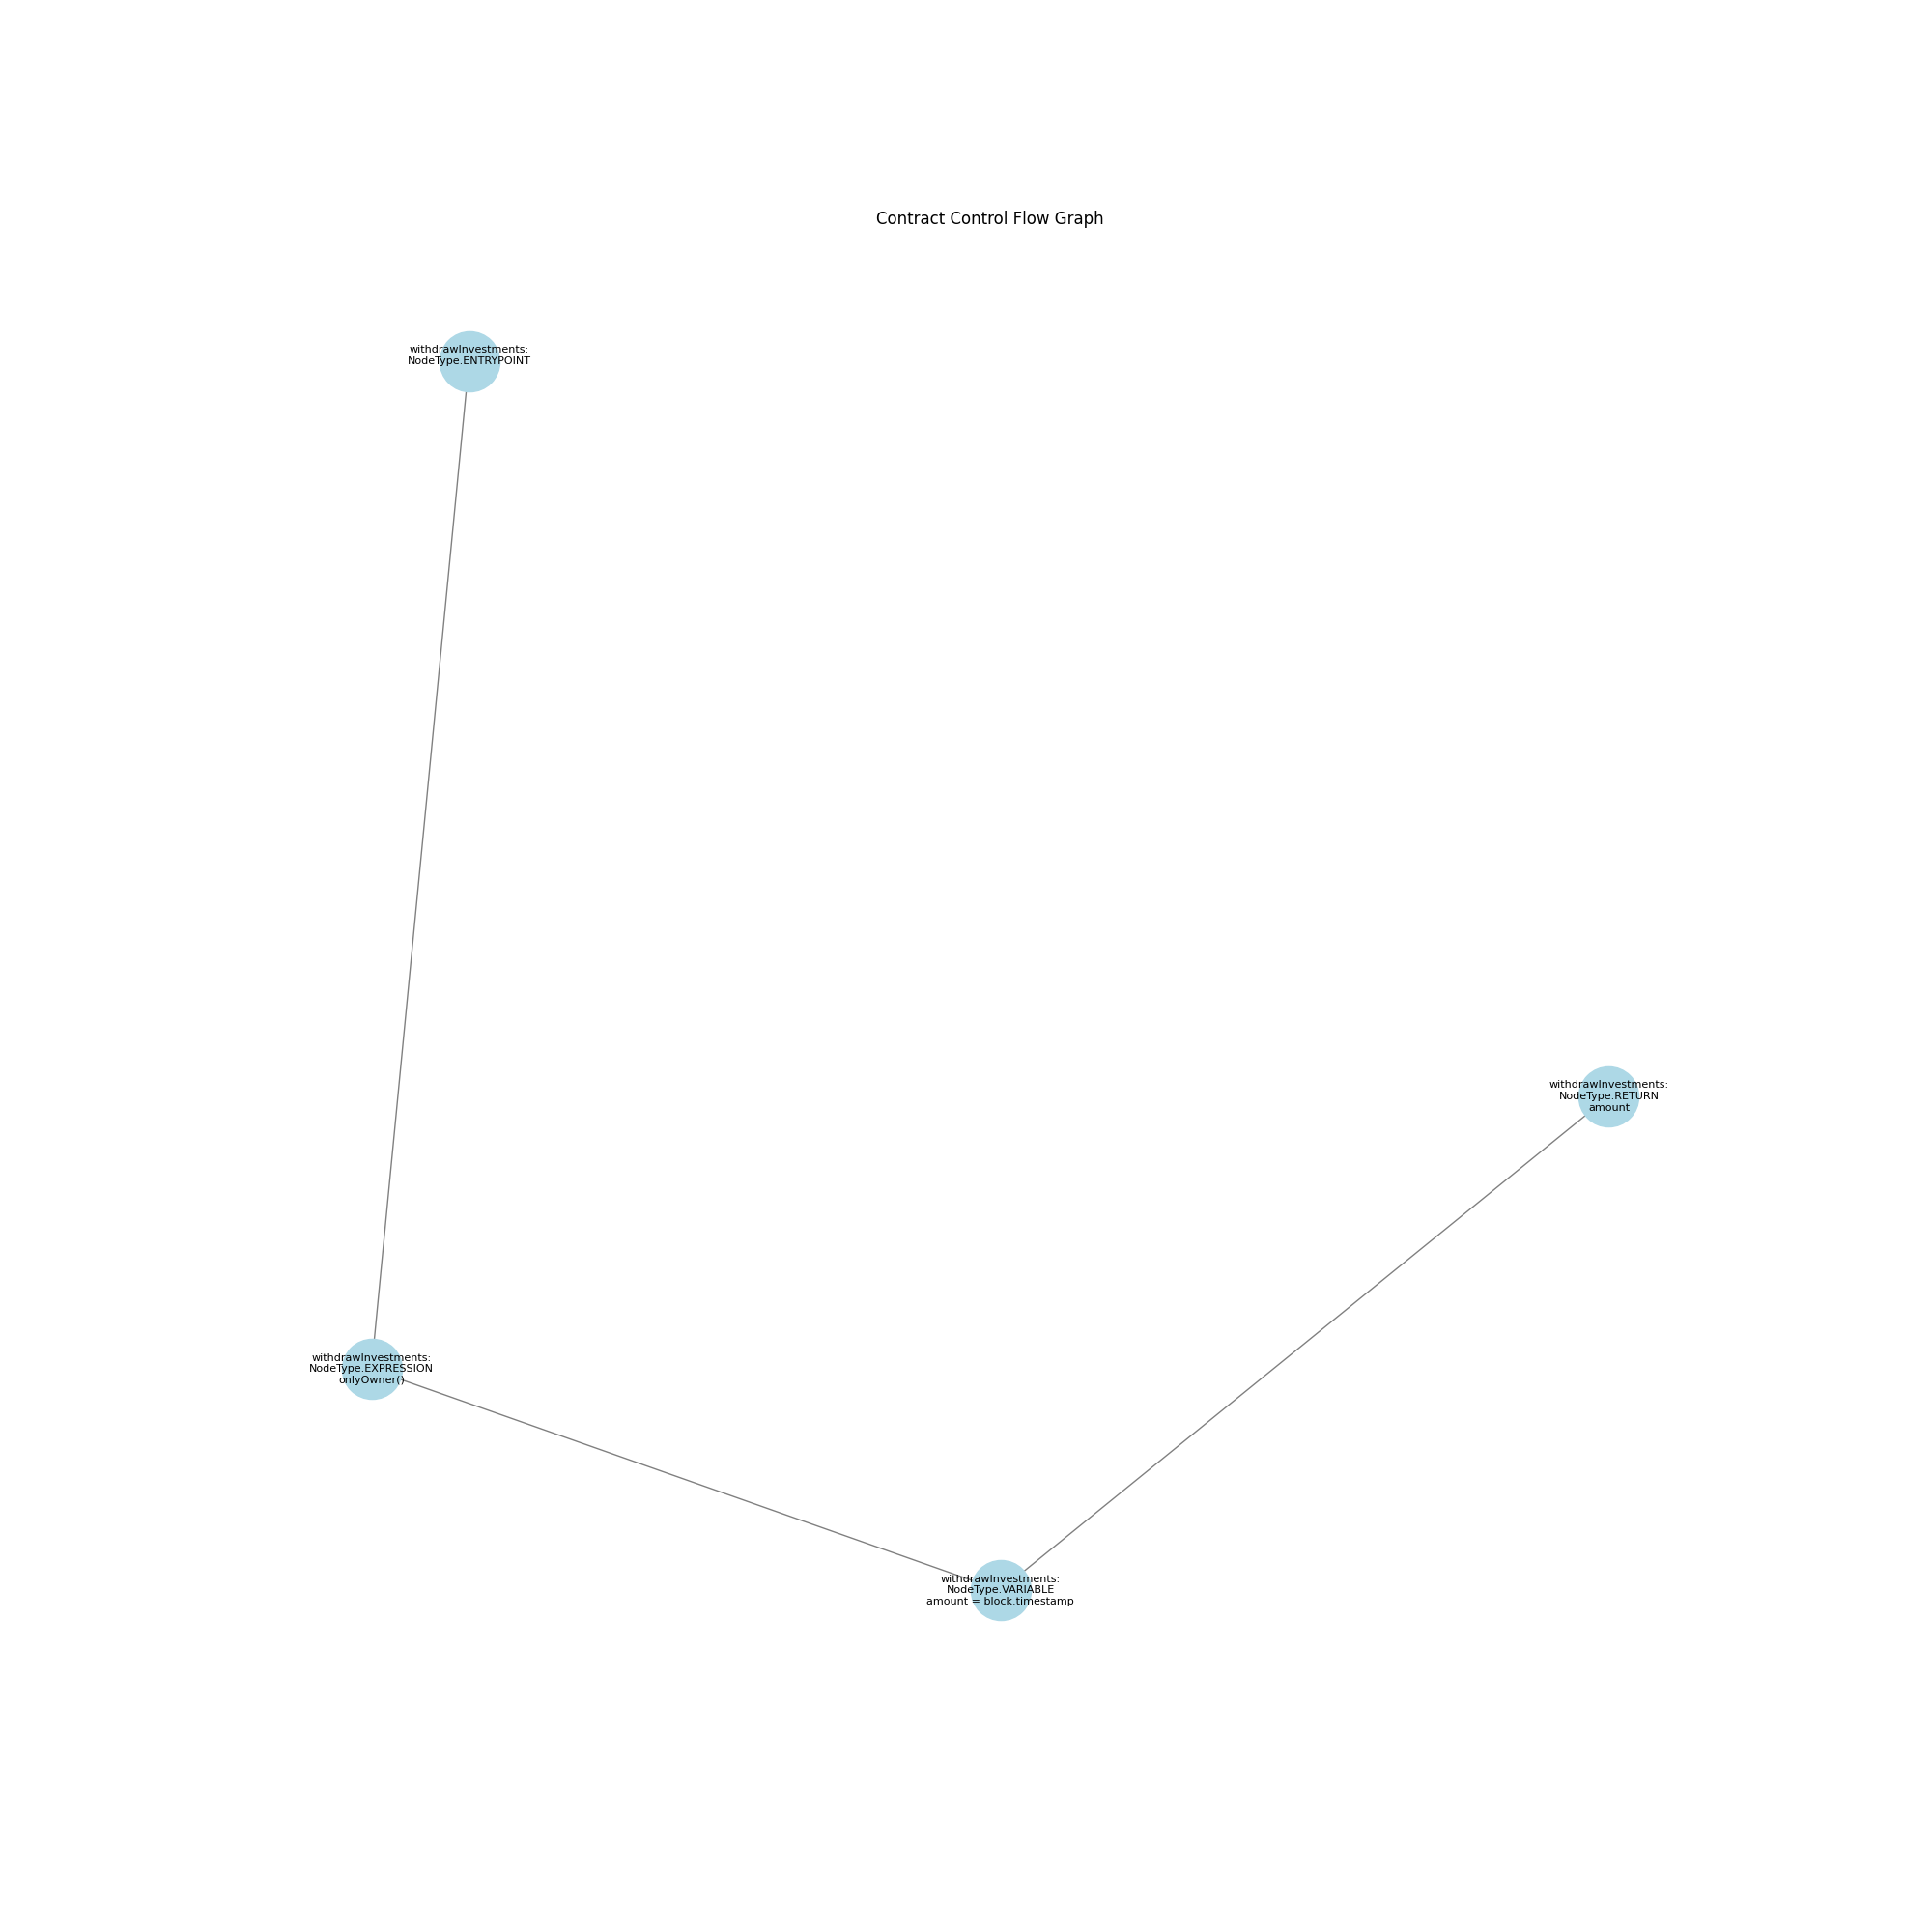 Contract Control Flow Graph
withdrawInvestments:
NodeType.ENTRYPOINT
withdrawInvestments:
NodeType.RETURN
amount
withdrawInvestments:
NodeType.EXPRESSION
onlyOwner()
withdrawInvestments:
NodeType.VARIABLE
amount = block.timestamp